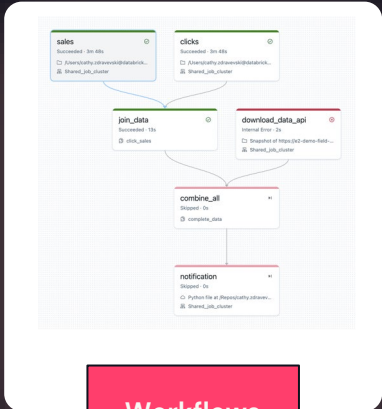 sales
Succeeded · 3m 48s
/Users/cathy.zdravevski@databrick...
Shared_job_cluster
clicks
Succeeded · 3m 48s
/Users/cathy.zdravevski@databrick...
Shared_job_cluster
join_data
Succeeded · 13s
click_sales
download_data_api
Internal Error · 2s
Snapshot of https://e2-demo-field-...
Shared_job_cluster
combine_all
Skipped · 0s
complete_data
notification
Skipped · 0s
Python file at /Repos/cathy.zdravev...
Shared_job_cluster
Workflows